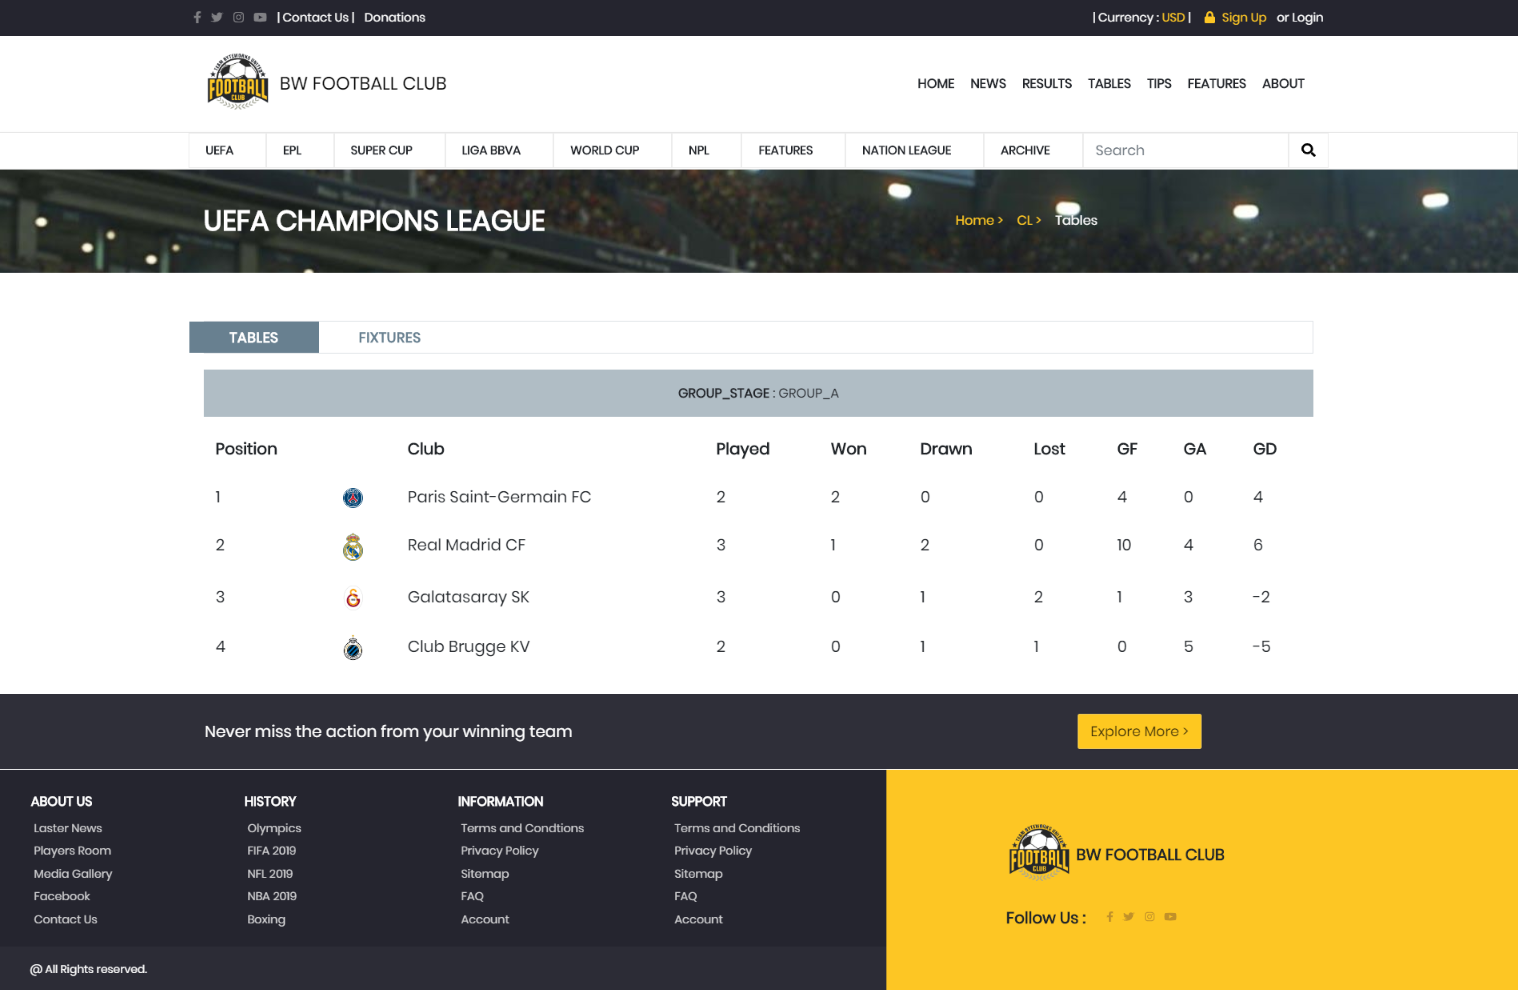 | Contact Us | Donations
| Currency : USD | Sign Up or Login
FOOTBALL
CLUB
BW FOOTBALL CLUB
HOME NEWS RESULTS TABLES TIPS FEATURES ABOUT
UEFA EPL SUPER CUP LIGA BBVA WORLD CUP NPL FEATURES NATION LEAGUE ARCHIVE Search
UEFA CHAMPIONS LEAGUE
Home > CL > Tables
TABLES FIXTURES
GROUP_STAGE : GROUP_A
Position Club Played Won Drawn Lost GF GA GD
1 Paris Saint-Germain FC 2 2 0 0 4 0 4
2 Real Madrid CF 3 1 2 0 10 4 6
3 Galatasaray SK 3 0 1 2 1 3 -2
4 Club Brugge KV 2 0 1 1 0 5 -5
Never miss the action from your winning team
Explore More >
ABOUT US
Laster News
Players Room
Media Gallery
Facebook
Contact Us
HISTORY
Olympics
FIFA 2019
NFL 2019
NBA 2019
Boxing
INFORMATION
Terms and Condtions
Privacy Policy
Sitemap
FAQ
Account
SUPPORT
Terms and Conditions
Privacy Policy
Sitemap
FAQ
Account
FOOTBALL
CLUB
BW FOOTBALL CLUB
Follow Us :
@ All Rights reserved.